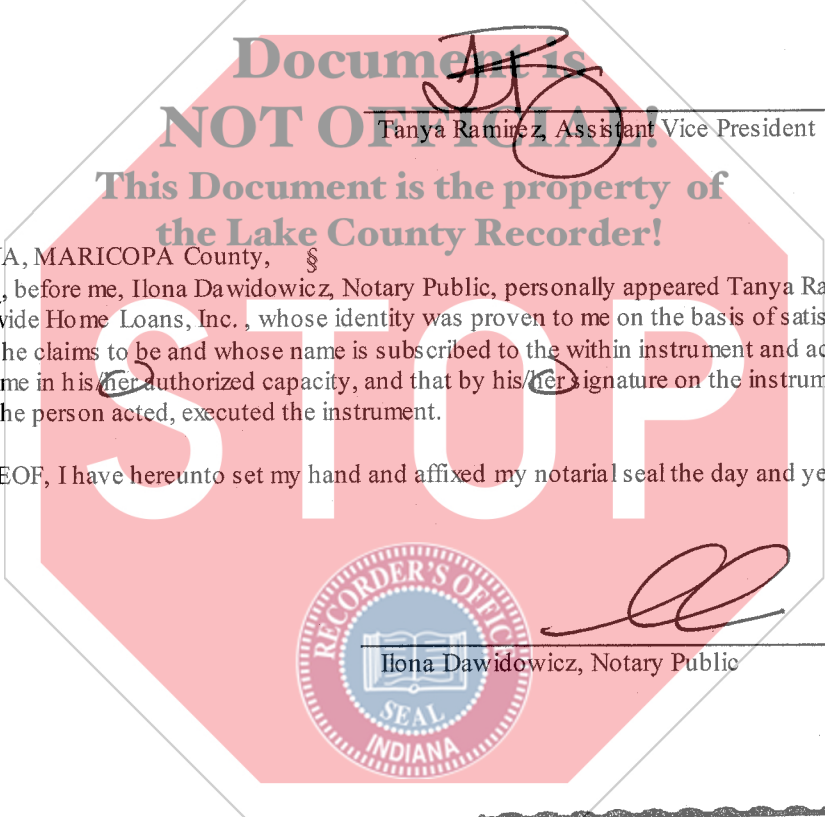 Document is
NOT OFFICIAL!
Tanya Ramirez, Assistant Vice President
This Document is the property of
the Lake County Recorder!
A, MARICOPA County, §
, before me, Ilona Dawidowicz, Notary Public, personally appeared Tanya Ra
wide Home Loans, Inc. , whose identity was proven to me on the basis of satis
he claims to be and whose name is subscribed to the within instrument and ac
me in his/her authorized capacity, and that by his/her signature on the instrum
he person acted, executed the instrument.
EOF, I have hereunto set my hand and affixed my notarial seal the day and ye
STOP
Ilona Dawidowicz, Notary Public
RECORDER'S OFFICE
SEAL
INDIANA